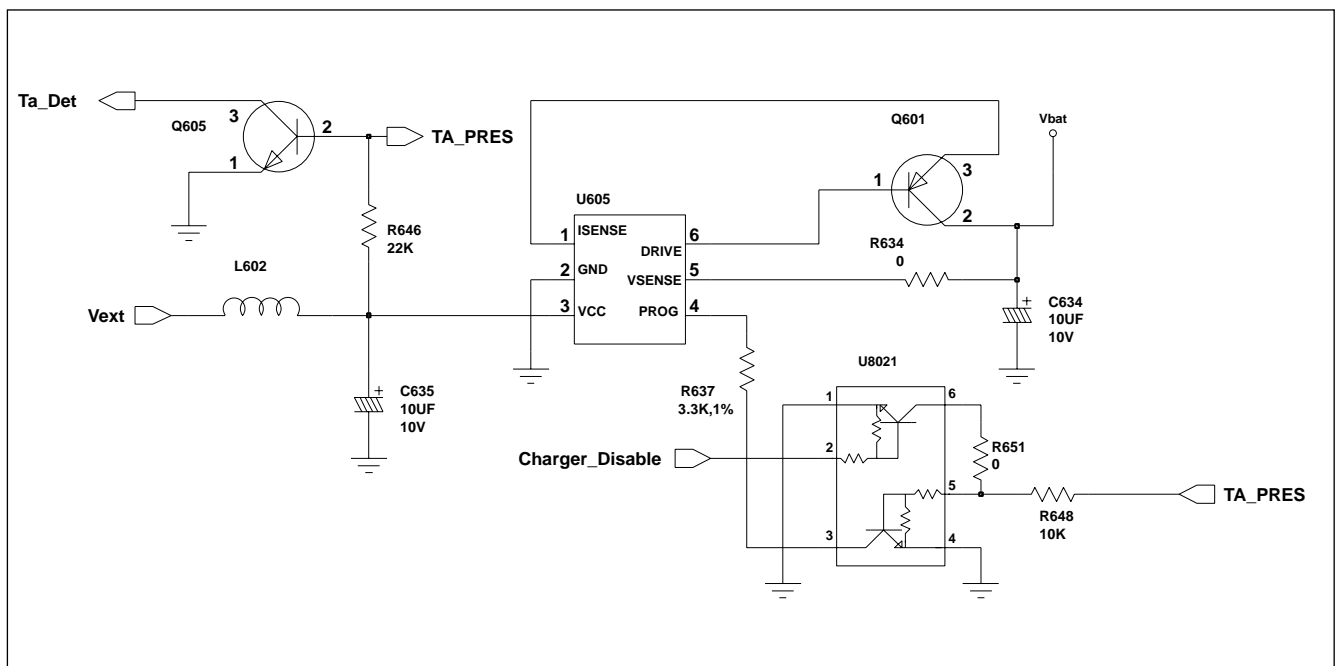 Ta_Det
3
Q605
2
1
TA_PRES
R646
22K
L602
Vext
C635
10UF
10V
U605
1
ISENSE
2
GND
3
VCC
DRIVE
6
VSENSE
5
PROG
4
Q601
1
3
2
Vbat
R634
0
C634
10UF
10V
R637
3.3K,1%
U8021
1
6
2
5
3
4
Charger_Disable
R651
0
R648
10K
TA_PRES